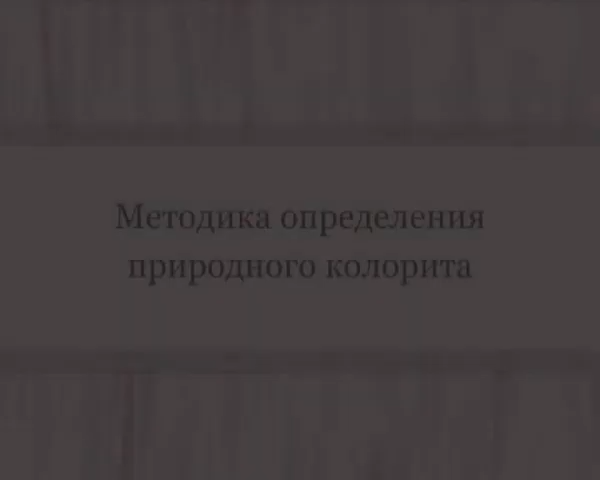 Методика определения
природного колорита